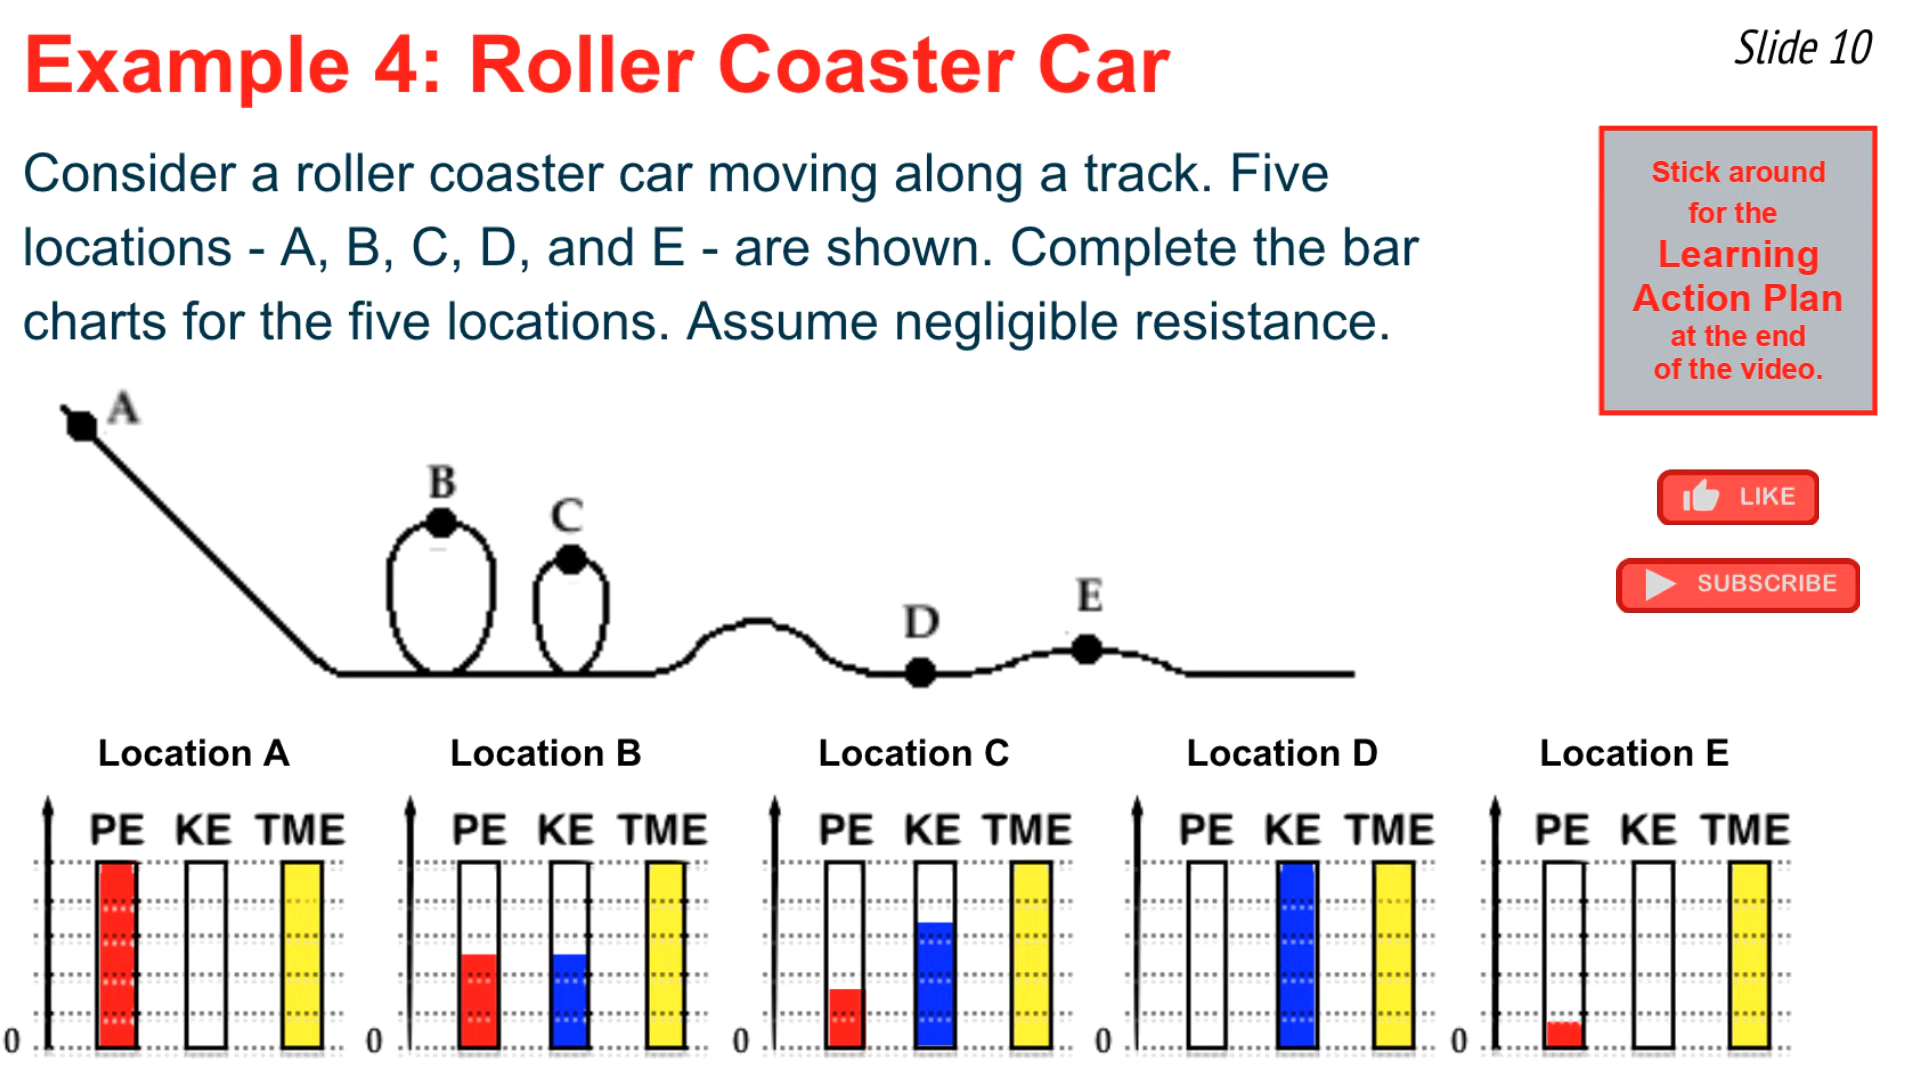 Example 4: Roller Coaster Car
Slide 10
Consider a roller coaster car moving along a track. Five
locations - A, B, C, D, and E - are shown. Complete the bar
charts for the five locations. Assume negligible resistance.
Stick around
for the
Learning
Action Plan
at the end
of the video.
LIKE
SUBSCRIBE
A
B
C
D
E
Location A
PE KE TME
0
Location B
PE KE TME
0
Location C
PE KE TME
0
Location D
PE KE TME
0
Location E
PE KE TME
0